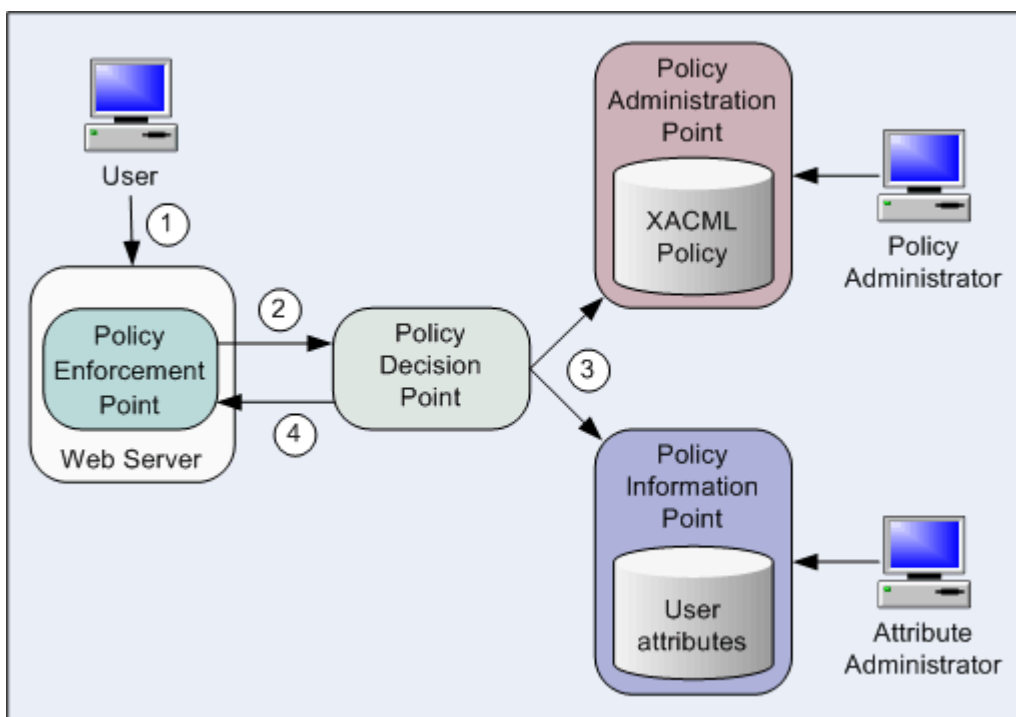 User
1
Policy
Enforcement
Point
Web Server
2
4
Policy
Decision
Point
3
Policy
Administration
Point
XACML
Policy
Policy
Administrator
Policy
Information
Point
User
attributes
Attribute
Administrator